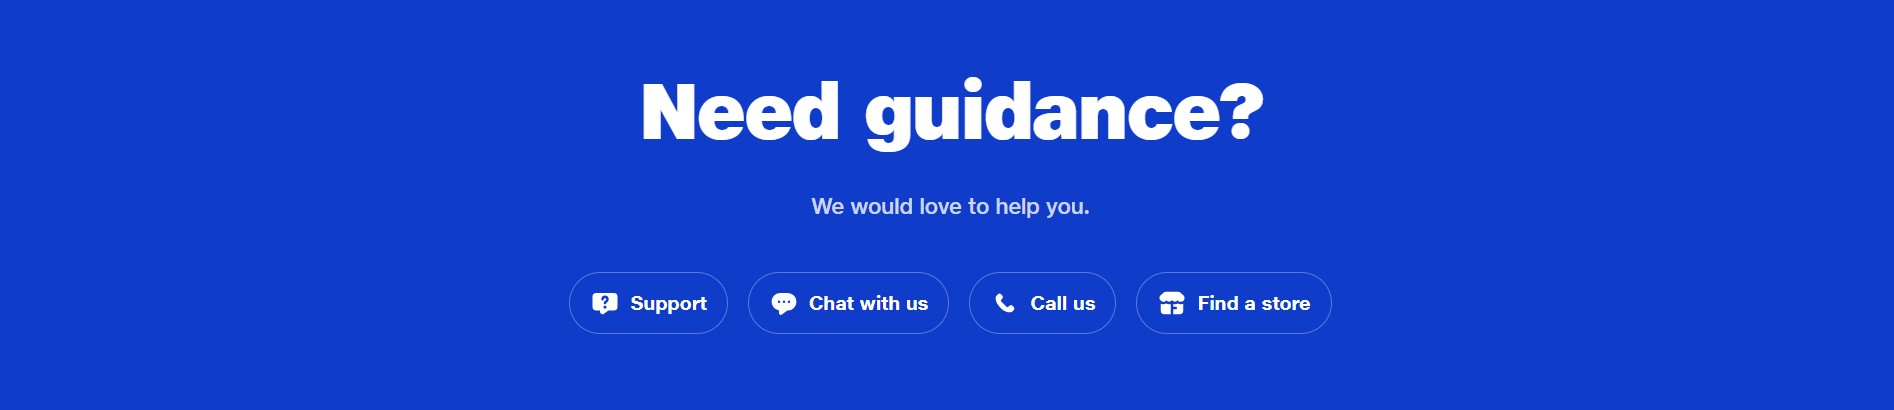 Need guidance?
We would love to help you.
Support
Chat with us
Call us
Find a store